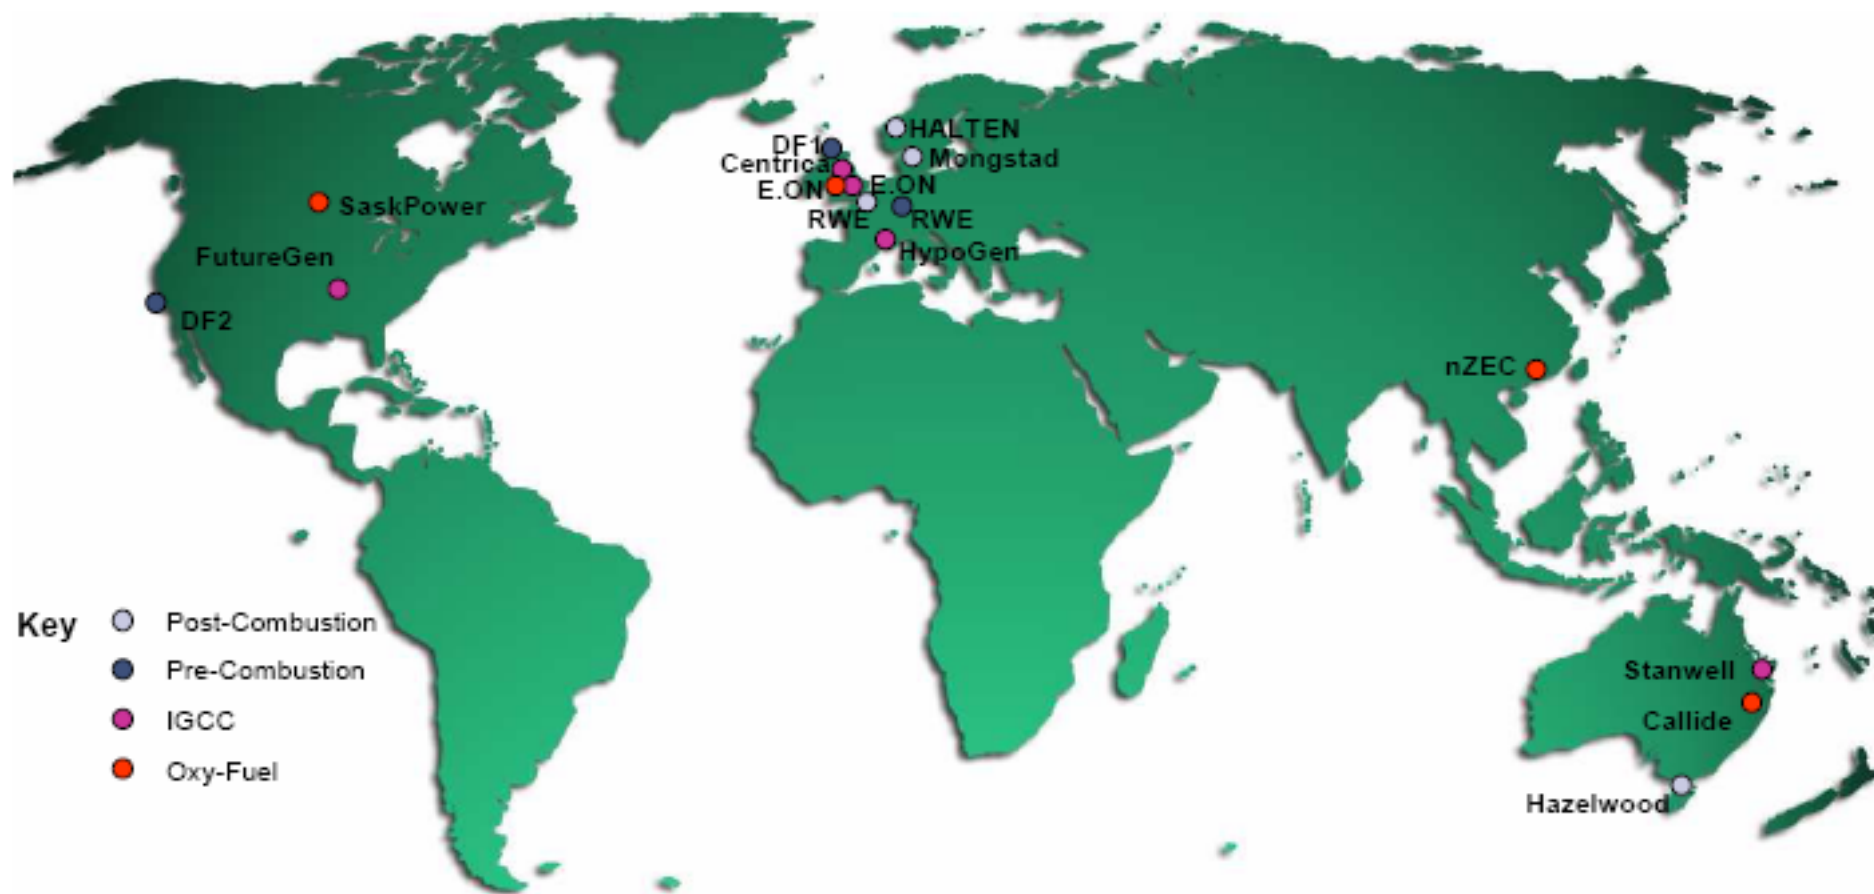 HALTEN
DF1
Mongstad
Centrica
E.ON
E.ON
SaskPower
RWE
RWE
HypoGen
FutureGen
DF2
nZEC
Key
Post-Combustion
Pre-Combustion
IGCC
Oxy-Fuel
Stanwell
Callide
Hazelwood